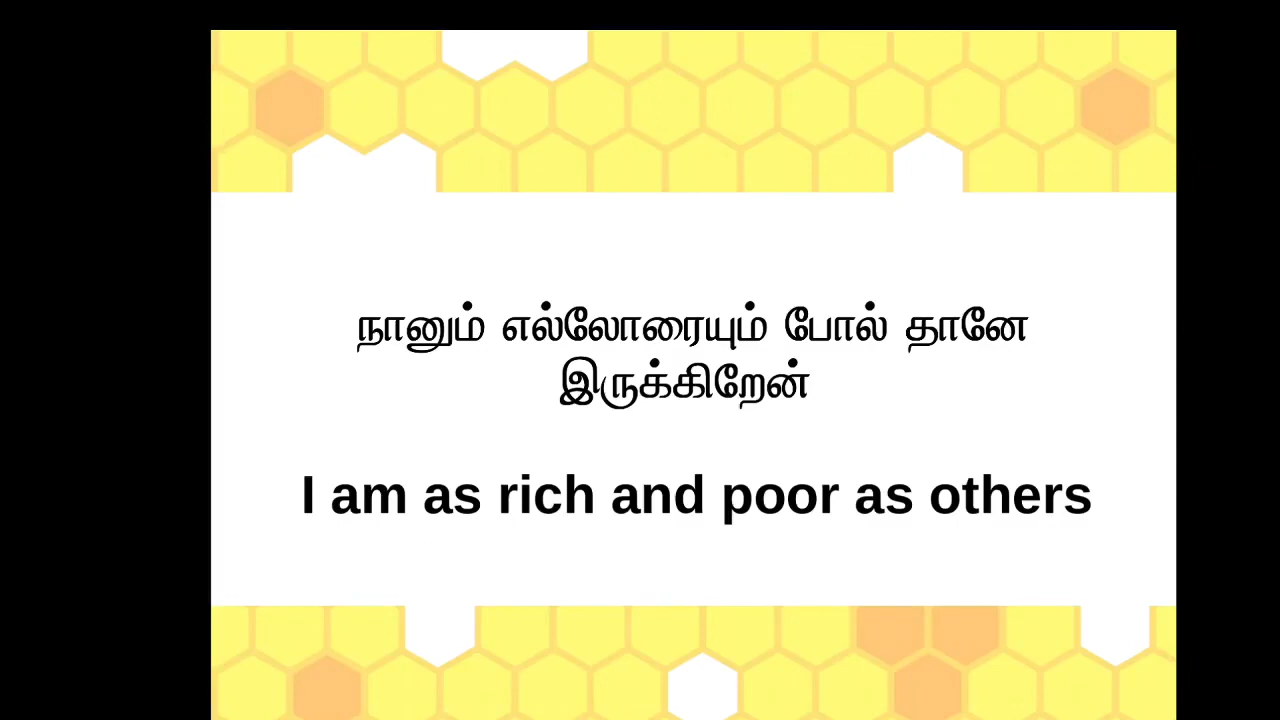 நானும் எல்லோரையும் போல் தானே
இருக்கிறேன்
I am as rich and poor as others